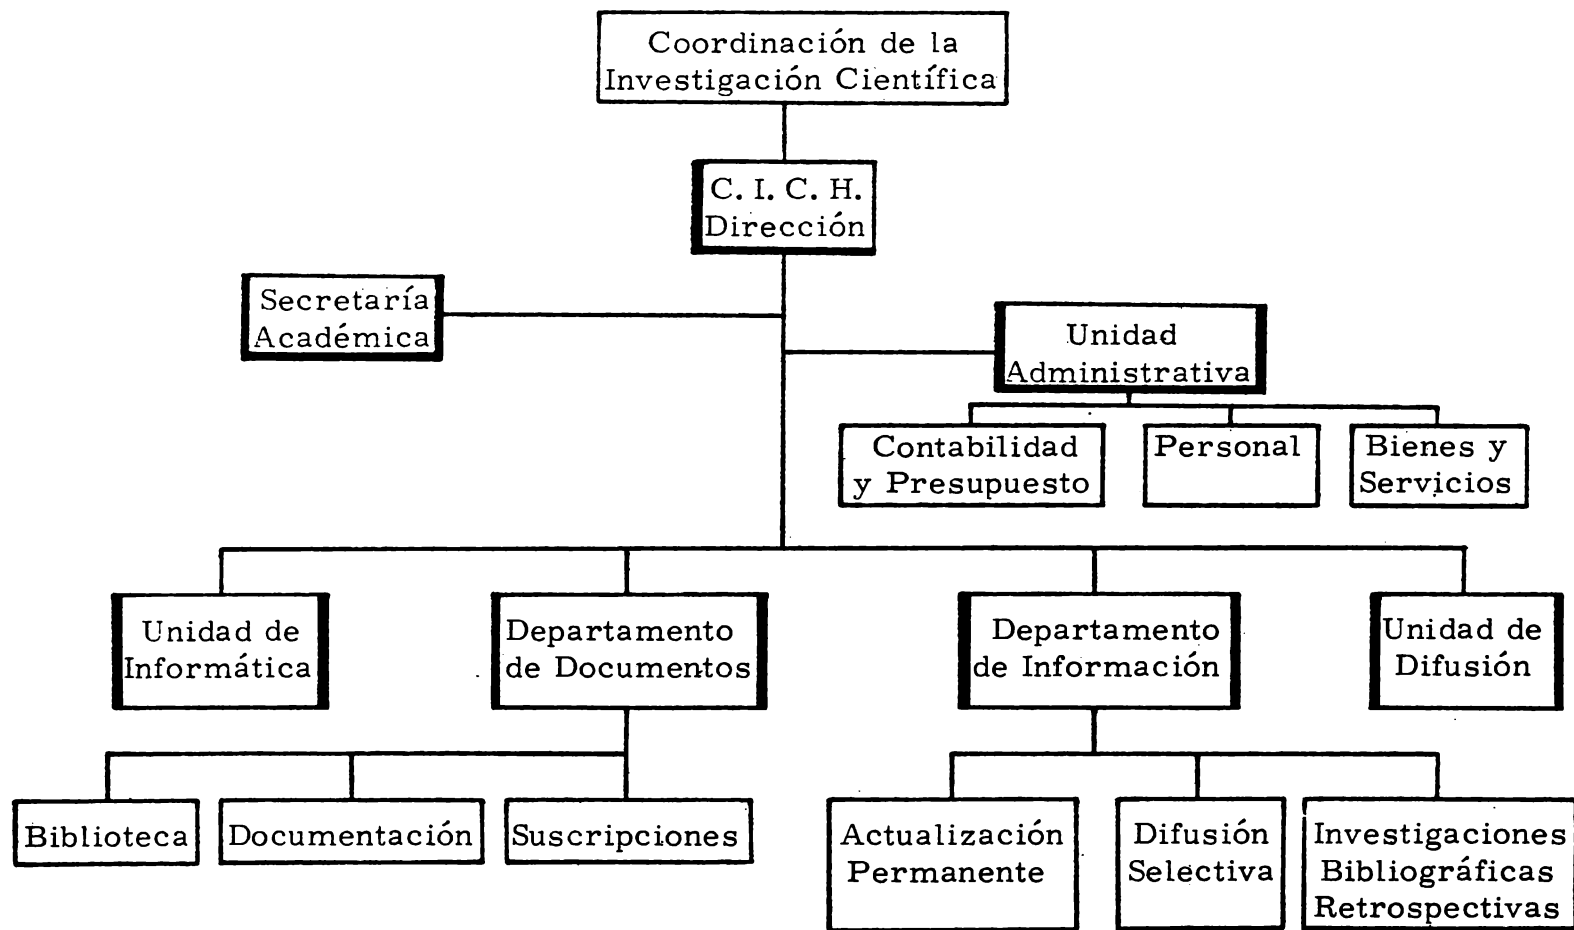 Coordinación de la
Investigación Científica
C. I. C. H.
Dirección
Secretaría
Académica
Unidad
Administrativa
Contabilidad
y Presupuesto
Personal
Bienes y
Servicios
Unidad de
Informática
Departamento
de Documentos
Departamento
de Información
Unidad de
Difusión
Biblioteca
Documentación
Suscripciones
Actualización
Permanente
Difusión
Selectiva
Investigaciones
Bibliográficas
Retrospectivas